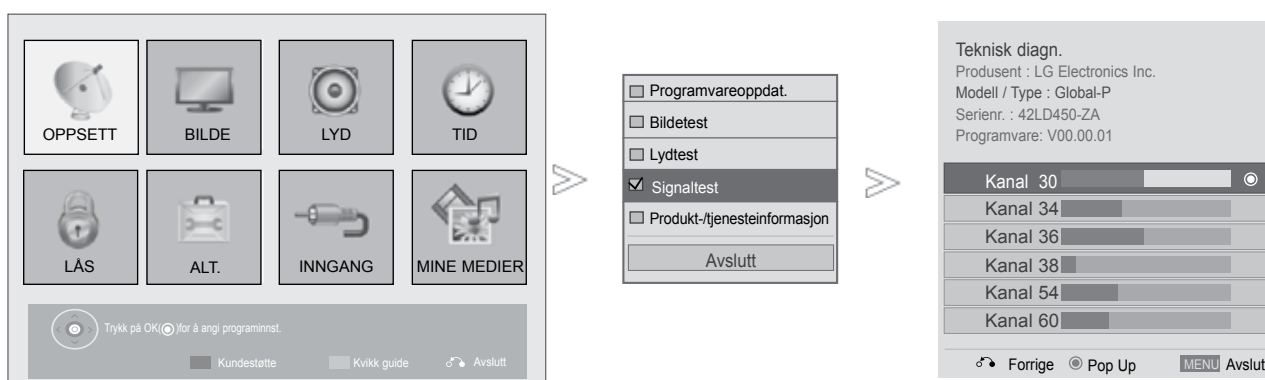 OPPSETT BILDE LYD TID
LÅS ALT. INNGANG MINE MEDIER
Trykk på OK( )for å angi programinnst.
Kundestøtte Kvikk guide Avslutt
Programvareoppdat.
Bildetest
Lydtest
Signaltest
Produkt-/tjenesteinformasjon
Avslutt
Teknisk diagn.
Produsent : LG Electronics Inc.
Modell / Type : Global-P
Serienr. : 42LD450-ZA
Programvare: V00.00.01
Kanal 30
Kanal 34
Kanal 36
Kanal 38
Kanal 54
Kanal 60
Forrige Pop Up MENU Avslut